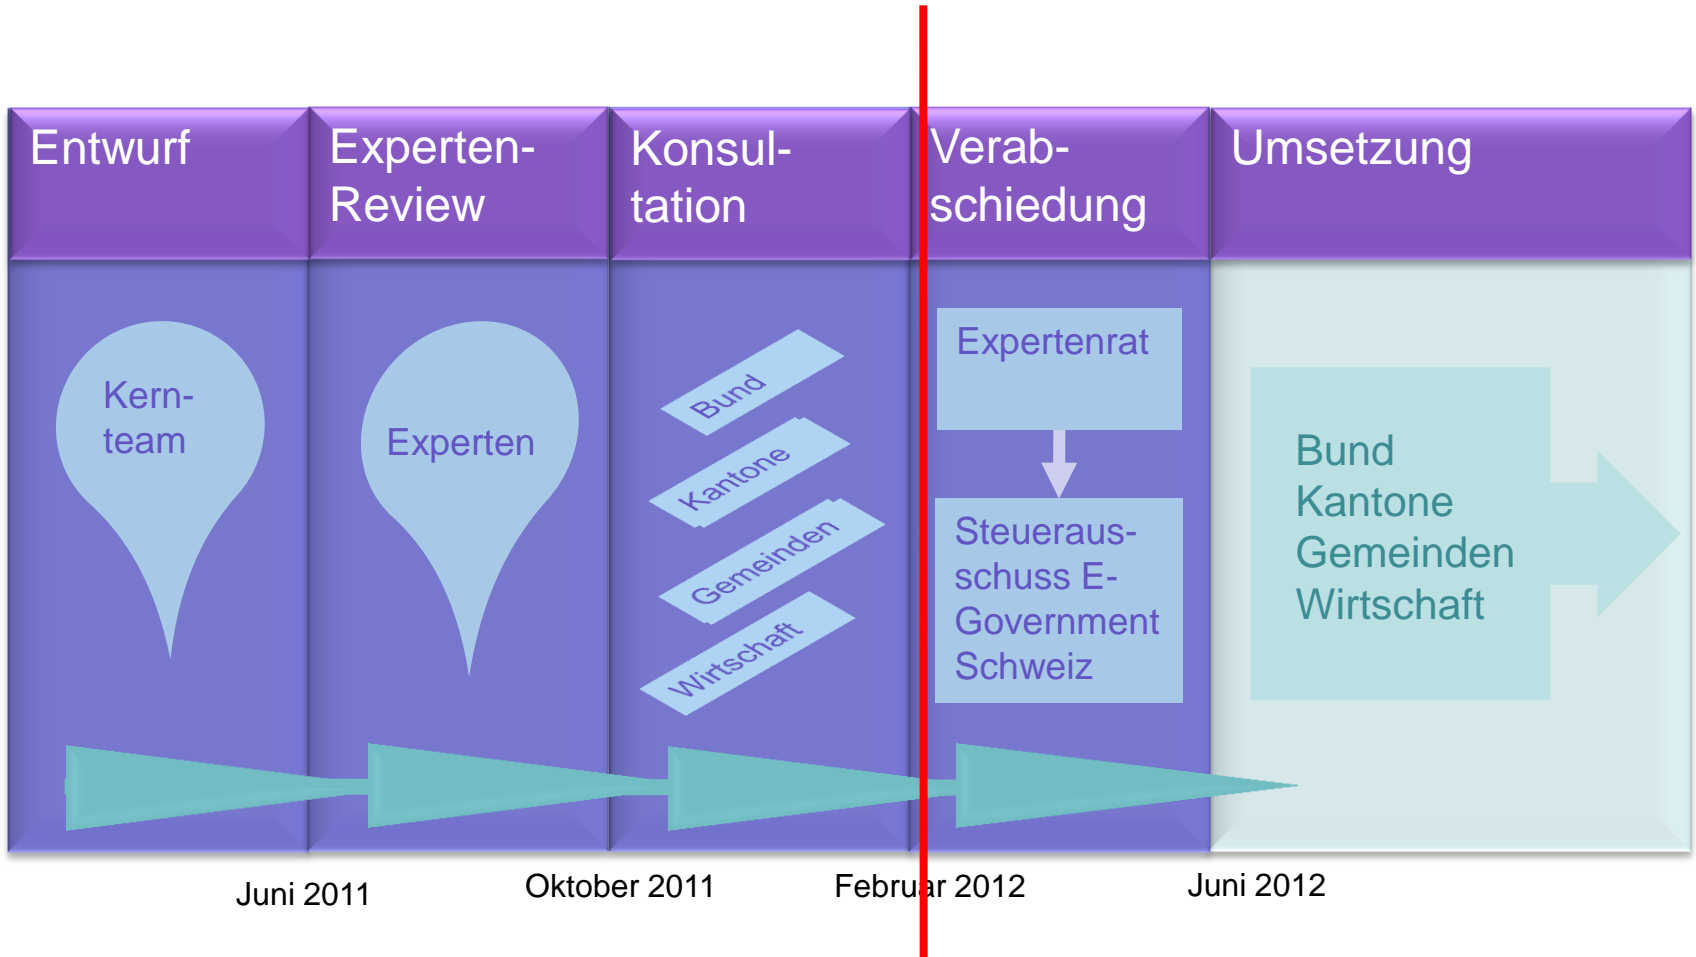 Entwurf
Experten-
Review
Konsul-
tation
Verab-
schiedung
Umsetzung
Kern-
team
Experten
Bund
Kantone
Gemeinden
Wirtschaft
Expertenrat
Steueraus-
schuss E-
Government
Schweiz
Bund
Kantone
Gemeinden
Wirtschaft
Juni 2011
Oktober 2011
Februar 2012
Juni 2012